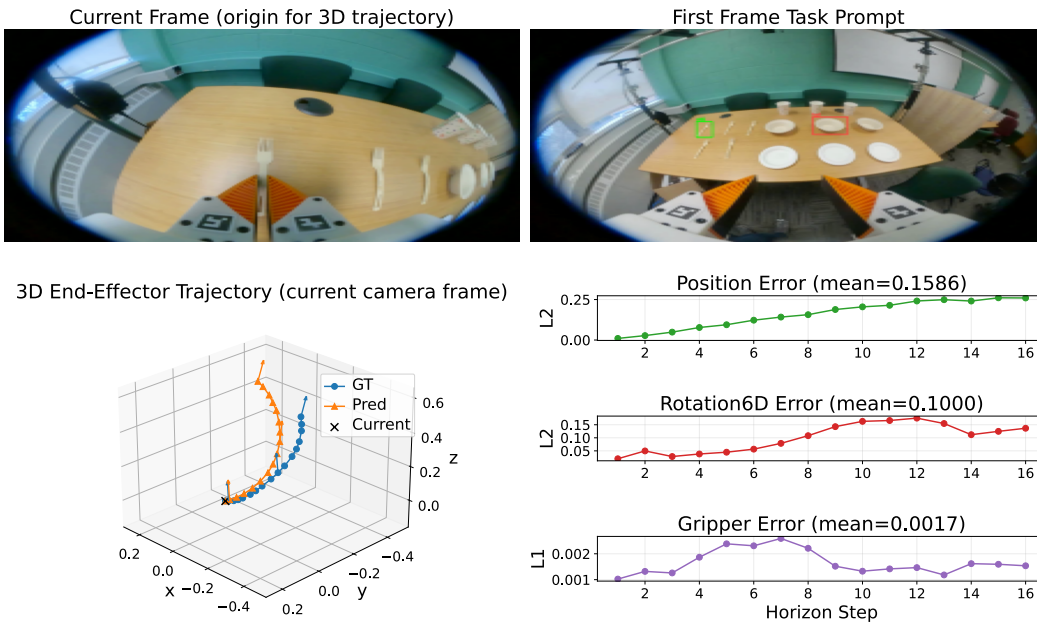 Current Frame (origin for 3D trajectory)
First Frame Task Prompt
3D End-Effector Trajectory (current camera frame)
GT
Pred
Current
0.6
0.4
0.2
0.0
z
0.2
0.0
−0.2
−0.4
x
−0.4
−0.2
0.0
0.2
y
Position Error (mean=0.1586)
L2
0.25
0.00
2 4 6 8 10 12 14 16
Rotation6D Error (mean=0.1000)
L2
0.15
0.10
0.05
2 4 6 8 10 12 14 16
Gripper Error (mean=0.0017)
L1
0.002
0.001
2 4 6 8 10 12 14 16
Horizon Step